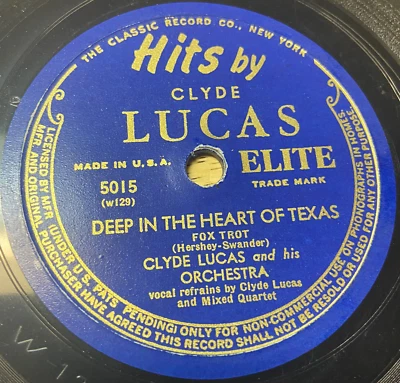 THE CLASSIC RECORD CO. NEW YORK
Hits by
CLYDE
LUCAS
MADE IN U.S.A.
ELITE
TRADE MARK
5015
(W129)
DEEP IN THE HEART OF TEXAS
FOX TROT
(Hershey-Swander)
CLYDE LUCAS and his
ORCHESTRA
vocal refrains by Clyde Lucas
and Mixed Quartet
LICENSED BY MFR (UNDER U.S. PATS PENDING) ONLY FOR NON-COMMERCIAL USE ON PHONOGRAPHS IN HOMES.
MFR AND ORIGINAL PURCHASER HAVE AGREED THIS RECORD SHALL NOT BE RESOLD OR USED FOR ANY OTHER PURPOSE.
W 12